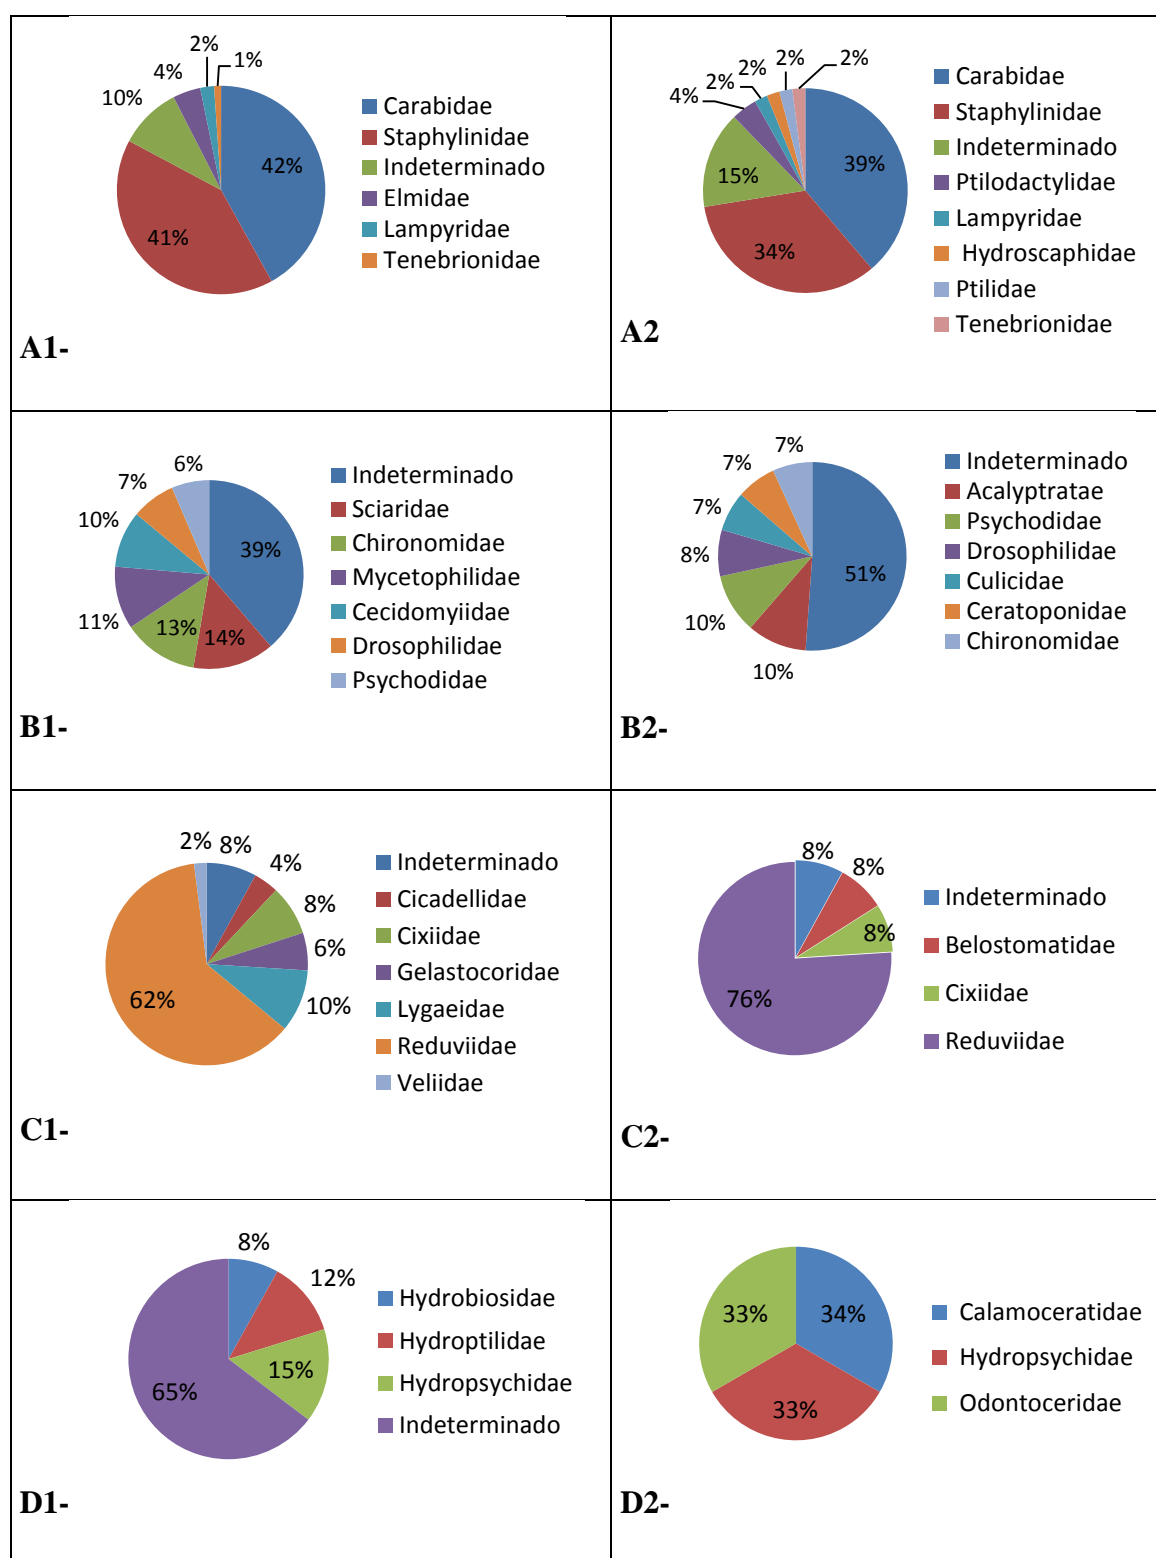 2%
1%
4%
10%
42%
41%
Carabidae
Staphylinidae
Indeterminado
Elmidae
Lampyridae
Tenebrionidae
A1-
2%
2%
2%
2%
4%
15%
39%
34%
Carabidae
Staphylinidae
Indeterminado
Ptilodactylidae
Lampyridae
Hydroscaphidae
Ptilidae
Tenebrionidae
A2
6%
7%
10%
39%
11%
13%
14%
Indeterminado
Sciaridae
Chironomidae
Mycetophilidae
Cecidomyiidae
Drosophilidae
Psychodidae
B1-
7%
7%
7%
8%
51%
10%
10%
Indeterminado
Acalyptratae
Psychodidae
Drosophilidae
Culicidae
Ceratoponidae
Chironomidae
B2-
2%
8%
4%
8%
6%
62%
10%
Indeterminado
Cicadellidae
Cixiidae
Gelastocoridae
Lygaeidae
Reduviidae
Veliidae
C1-
8%
8%
8%
76%
Indeterminado
Belostomatidae
Cixiidae
Reduviidae
C2-
8%
12%
15%
65%
Hydrobiosidae
Hydroptilidae
Hydropsychidae
Indeterminado
D1-
33%
34%
33%
Calamoceratidae
Hydropsychidae
Odontoceridae
D2-